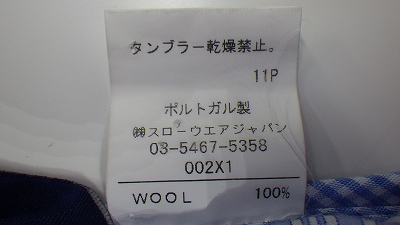 タンブラー乾燥禁止。
11P
ポルトガル製
㈱スローウエアジャパン
03-5467-5358
002X1
WOOL 100%